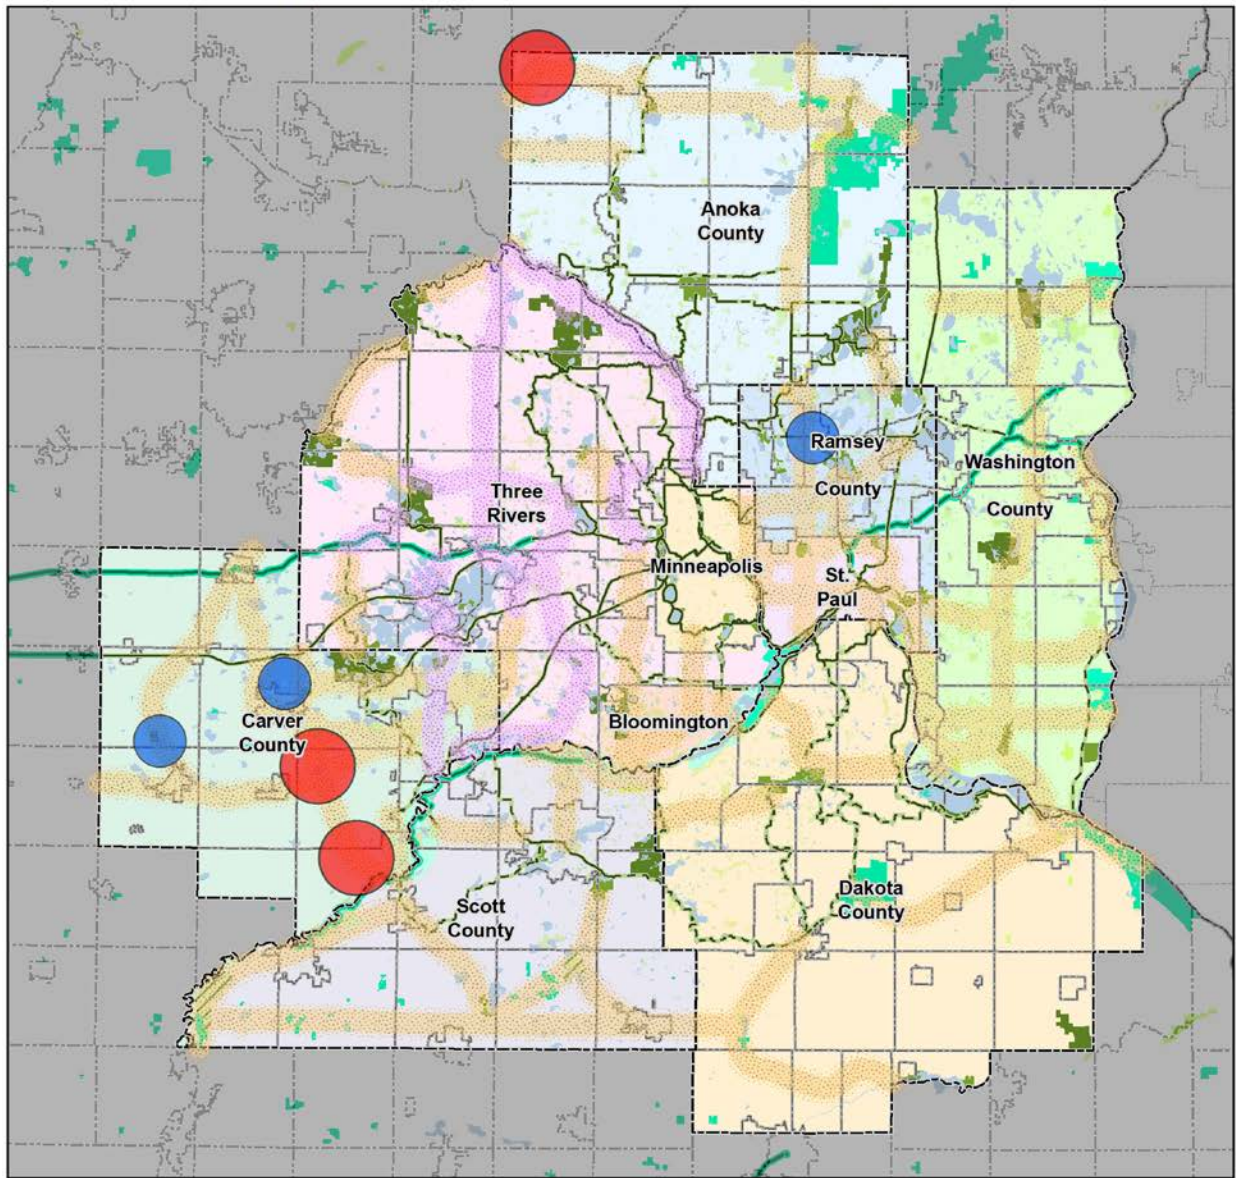 Anoka
County
Ramsey
County
Washington
County
Three
Rivers
Minneapolis
St.
Paul
Carver
County
Bloomington
Dakota
County
Scott
County